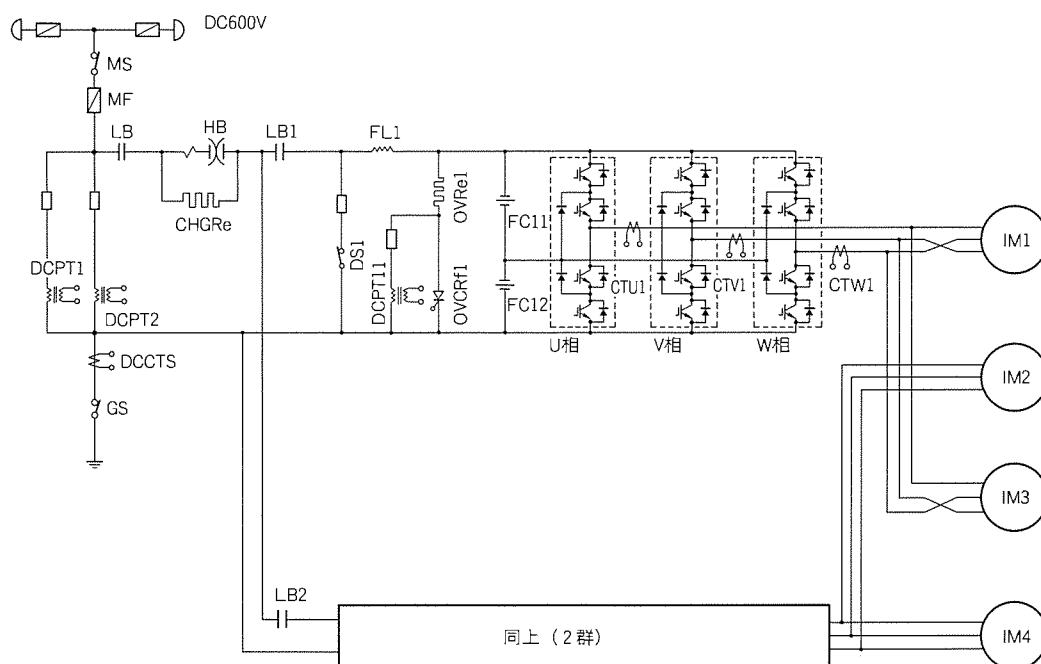 DC600V
MS
MF
LB
HB
LB1
FL1
CHGRe
OVRe1
FC11
DS1
DCPT11
OVCRf1
FC12
DCPT1
DCPT2
CTU1
CTV1
CTW1
IM1
U相
V相
W相
DCCTS
GS
IM2
IM3
LB2
同上(2群)
IM4